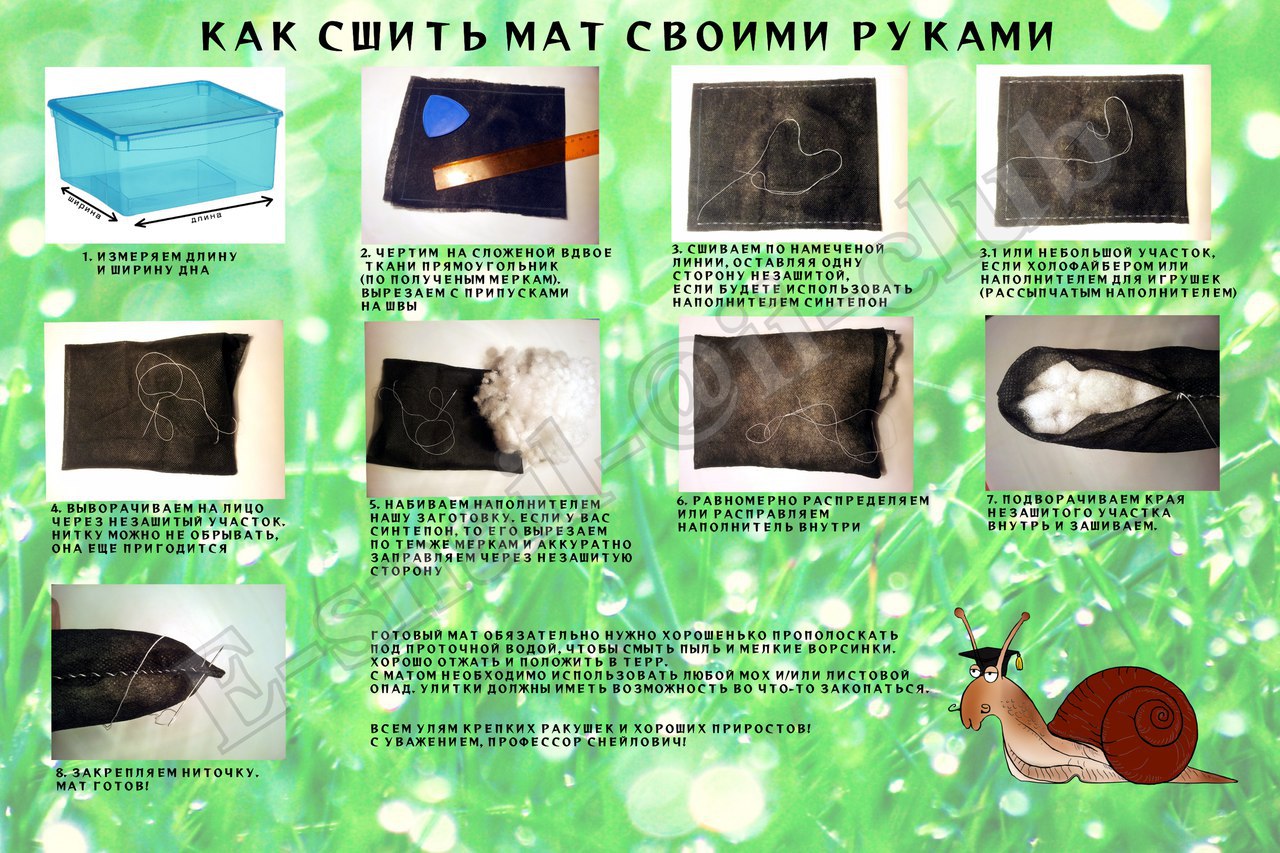 КАК СШИТЬ МАТ СВОИМИ РУКАМИ
ширина
длина
1. ИЗМЕРЯЕМ ДЛИНУ
И ШИРИНУ ДНА
2. ЧЕРТИМ НА СЛОЖЕНОЙ ВДВОЕ
ТКАНИ ПРЯМОУГОЛЬНИК
(ПО ПОЛУЧЕНЫМ МЕРКАМ).
ВЫРЕЗАЕМ С ПРИПУСКАМИ
НА ШВЫ
3. СШИВАЕМ ПО НАМЕЧЕНОЙ
ЛИНИИ, ОСТАВЛЯЯ ОДНУ
СТОРОНУ НЕЗАШИТОЙ,
ЕСЛИ БУДЕТЕ ИСПОЛЬЗОВАТЬ
НАПОЛНИТЕЛЕМ СИНТЕПОН
3.1 ИЛИ НЕБОЛЬШОЙ УЧАСТОК,
ЕСЛИ ХОЛОФАЙБЕРОМ ИЛИ
НАПОЛНИТЕЛЕМ ДЛЯ ИГРУШЕК
(РАССЫПЧАТЫМ НАПОЛНИТЕЛЕМ)
4. ВЫВОРАЧИВАЕМ НА ЛИЦО
ЧЕРЕЗ НЕЗАШИТЫЙ УЧАСТОК.
НИТКУ МОЖНО НЕ ОБРЫВАТЬ,
ОНА ЕЩЕ ПРИГОДИТСЯ
5. НАБИВАЕМ НАПОЛНИТЕЛЕМ
НАШУ ЗАГОТОВКУ. ЕСЛИ У ВАС
СИНТЕПОН, ТО ЕГО ВЫРЕЗАЕМ
ПО ТЕМ ЖЕ МЕРКАМ И АККУРАТНО
ЗАПРАВЛЯЕМ ЧЕРЕЗ НЕЗАШИТУЮ
СТОРОНУ
6. РАВНОМЕРНО РАСПРЕДЕЛЯЕМ
ИЛИ РАСПРАВЛЯЕМ
НАПОЛНИТЕЛЬ ВНУТРИ
7. ПОДВОРАЧИВАЕМ КРАЯ
НЕЗАШИТОГО УЧАСТКА
ВНУТРЬ И ЗАШИВАЕМ.
8. ЗАКРЕПЛЯЕМ НИТОЧКУ.
МАТ ГОТОВ!
ГОТОВЫЙ МАТ ОБЯЗАТЕЛЬНО НУЖНО ХОРОШЕНЬКО ПРОПОЛОСКАТЬ
ПОД ПРОТОЧНОЙ ВОДОЙ, ЧТОБЫ СМЫТЬ ПЫЛЬ И МЕЛКИЕ ВОРСИНКИ.
ХОРОШО ОТЖАТЬ И ПОЛОЖИТЬ В ТЕРР.
С МАТОМ НЕОБХОДИМО ИСПОЛЬЗОВАТЬ ЛЮБОЙ МОХ И/ИЛИ ЛИСТОВОЙ
ОПАД. УЛИТКИ ДОЛЖНЫ ИМЕТЬ ВОЗМОЖНОСТЬ ВО ЧТО-ТО ЗАКОПАТЬСЯ.
ВСЕМ УЛЯМ КРЕПКИХ РАКУШЕК И ХОРОШИХ ПРИРОСТОВ!
С УВАЖЕНИЕМ, ПРОФЕССОР СНЕЙЛОВИЧ!